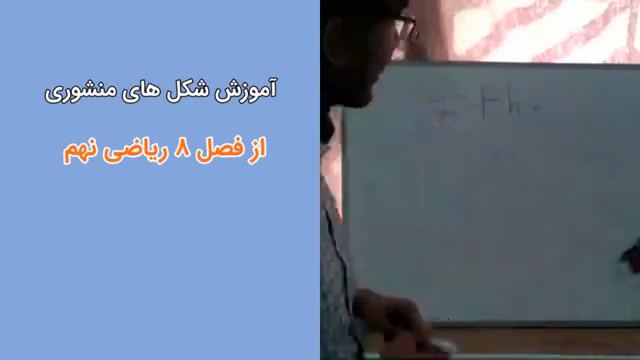 آموزش شکل های منشوری
از فصل ۸ ریاضی نهم